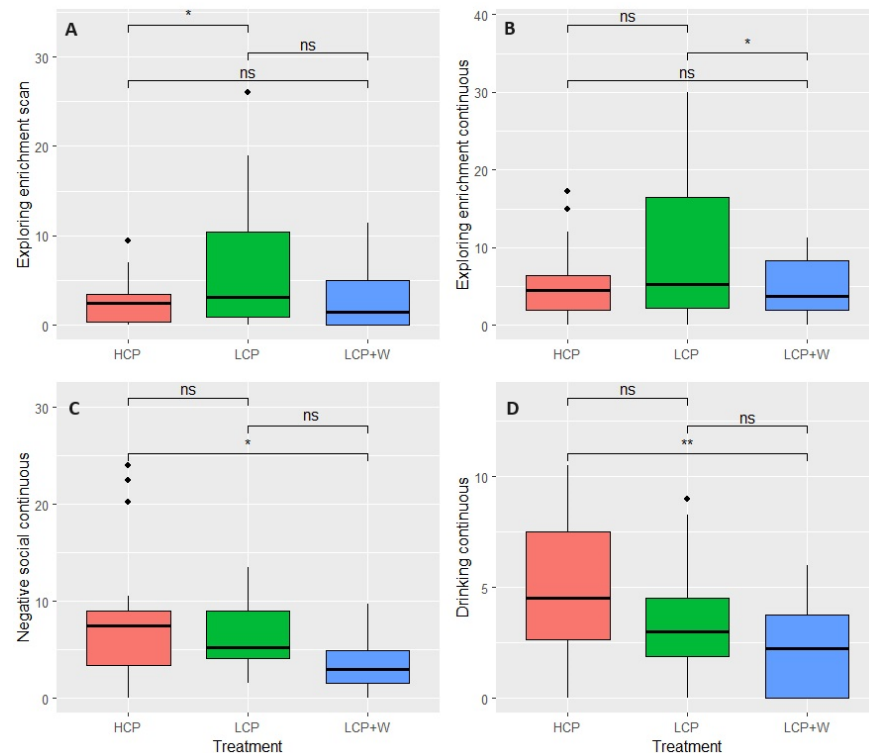 A
*
ns
ns
Exploring enrichment scan
30
20
10
0
HCP
LCP
LCP+W
B
ns
*
ns
Exploring enrichment continuous
40
30
20
10
0
HCP
LCP
LCP+W
C
ns
ns
*
Negative social continuous
30
20
10
0
HCP
LCP
LCP+W
Treatment
D
ns
ns
**
Drinking continuous
10
5
0
HCP
LCP
LCP+W
Treatment